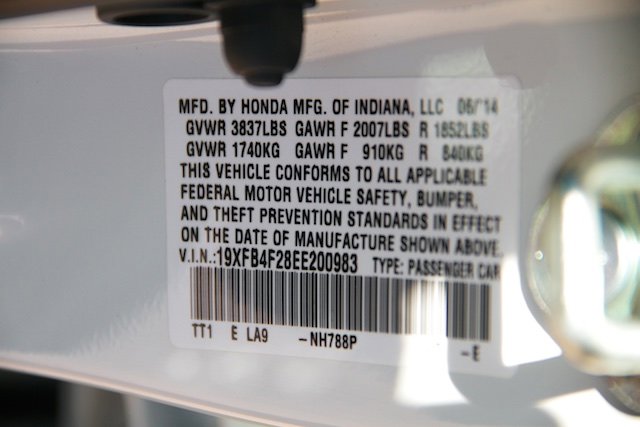 MFD. BY HONDA MFG. OF INDIANA, LLC 06/14
GVWR 3837LBS GAWR F 2007LBS R 1852LBS
GVWR 1740KG GAWR F 910KG R 840KG
THIS VEHICLE CONFORMS TO ALL APPLICABLE
FEDERAL MOTOR VEHICLE SAFETY, BUMPER,
AND THEFT PREVENTION STANDARDS IN EFFECT
ON THE DATE OF MANUFACTURE SHOWN ABOVE.
V.I.N.:19XFB4F28EE200983 TYPE: PASSENGER CAR
TT1 E LA9 -NH788P
-E